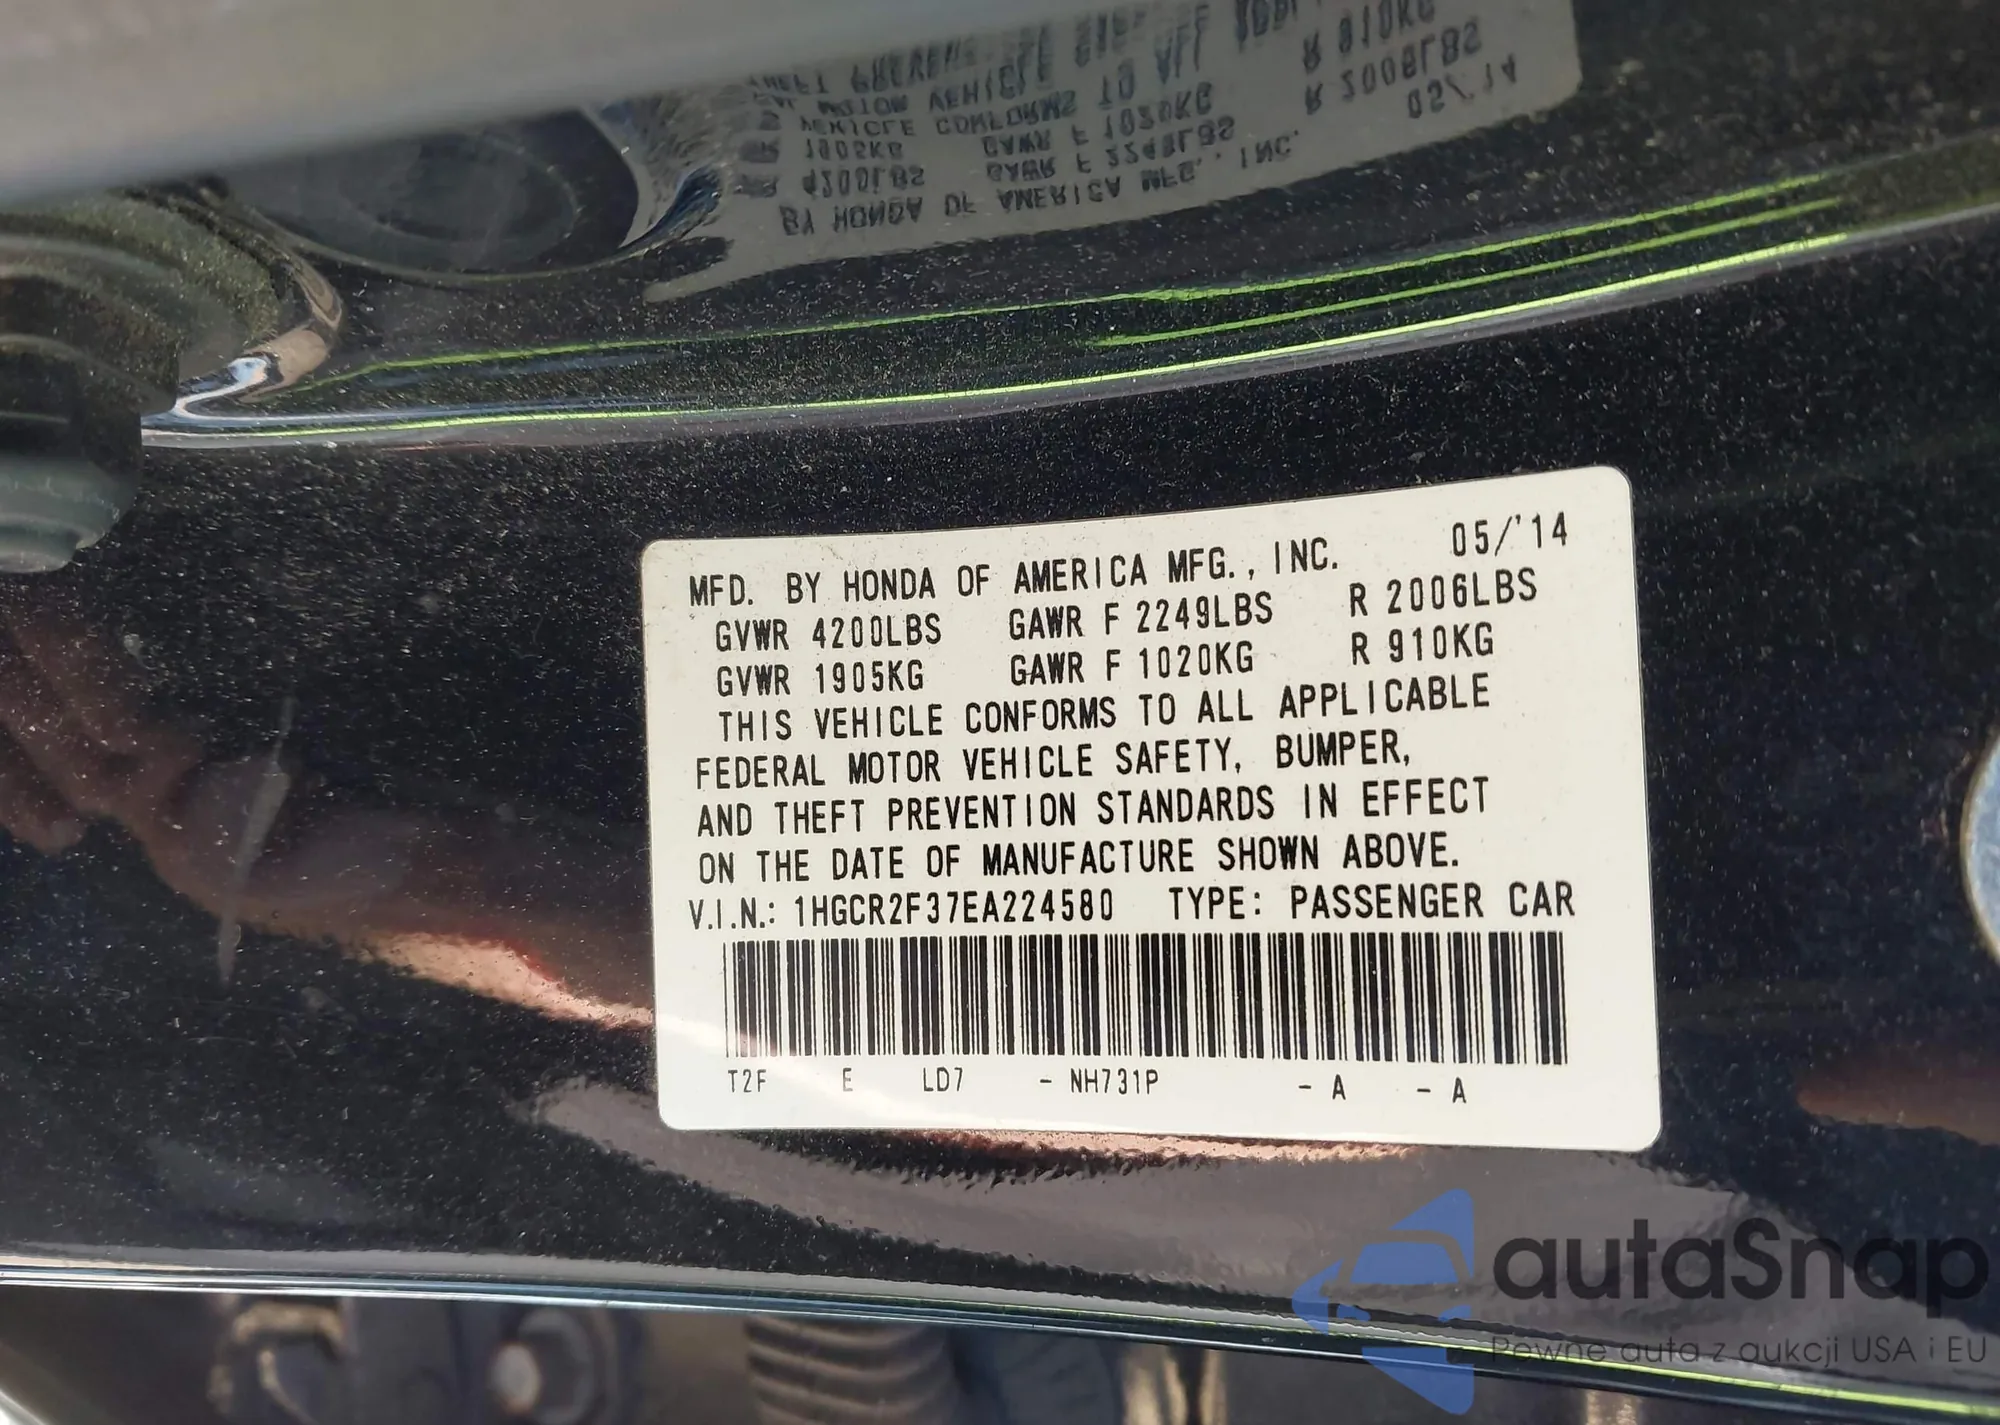 MFD. BY HONDA OF AMERICA MFG., INC. 05/'14
GVWR 4200LBS GAWR F 2249LBS R 2006LBS
GVWR 1905KG GAWR F 1020KG R 910KG
THIS VEHICLE CONFORMS TO ALL APPLICABLE
FEDERAL MOTOR VEHICLE SAFETY, BUMPER,
AND THEFT PREVENTION STANDARDS IN EFFECT
ON THE DATE OF MANUFACTURE SHOWN ABOVE.
V.I.N.: 1HGCR2F37EA224580 TYPE: PASSENGER CAR
T2F E LD7 - NH731P - A - A
autaSnap
Pewne auta z aukcji USA i EU